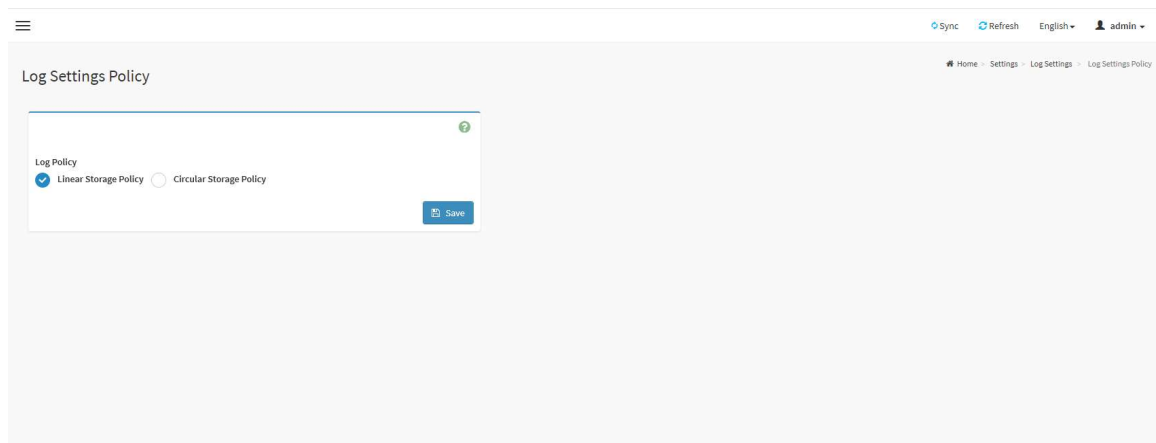 Sync Refresh English admin
Home > Settings > Log Settings > Log Settings Policy
Log Settings Policy
?
Log Policy
Linear Storage Policy Circular Storage Policy
Save